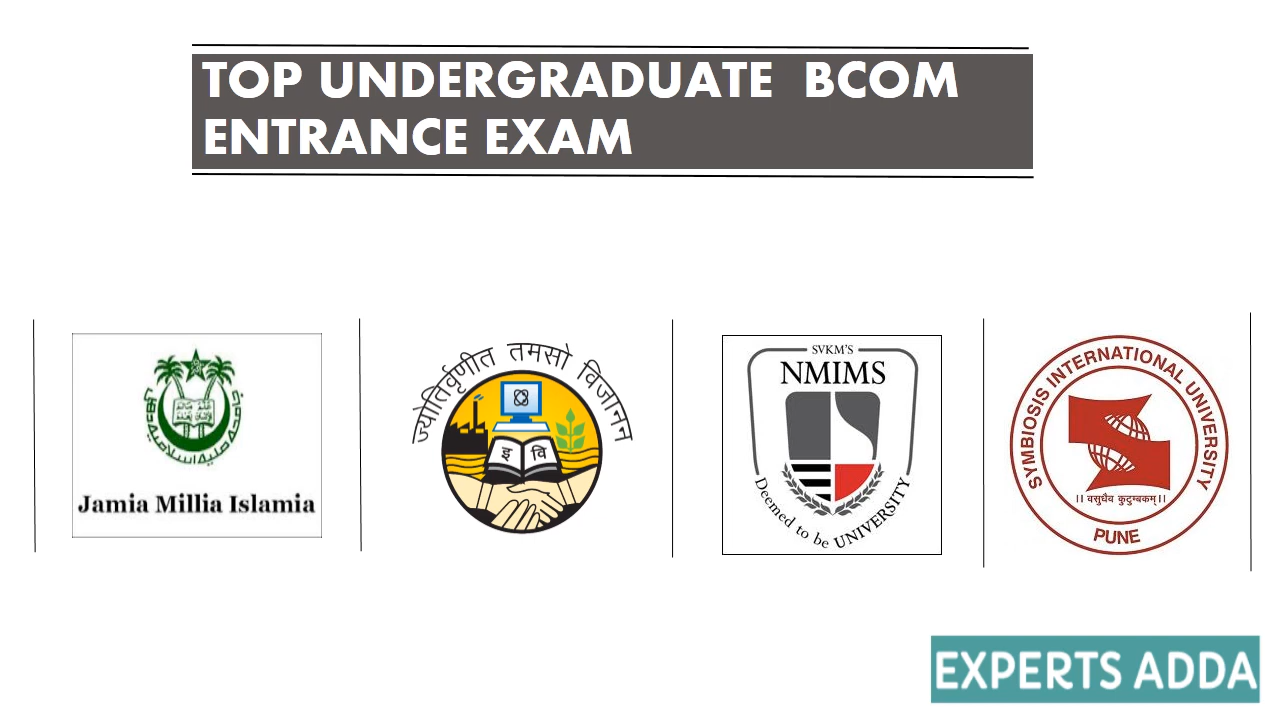 TOP UNDERGRADUATE BCOM
ENTRANCE EXAM
Jamia Millia Islamia
ज्योतिर्वृणीत तमसो विजानन
इ वि
SVKM'S
NMIMS
Deemed to be UNIVERSITY
SYMBIOSIS INTERNATIONAL UNIVERSITY
|| वसुधैव कुटुम्बकम् ||
PUNE
EXPERTS ADDA